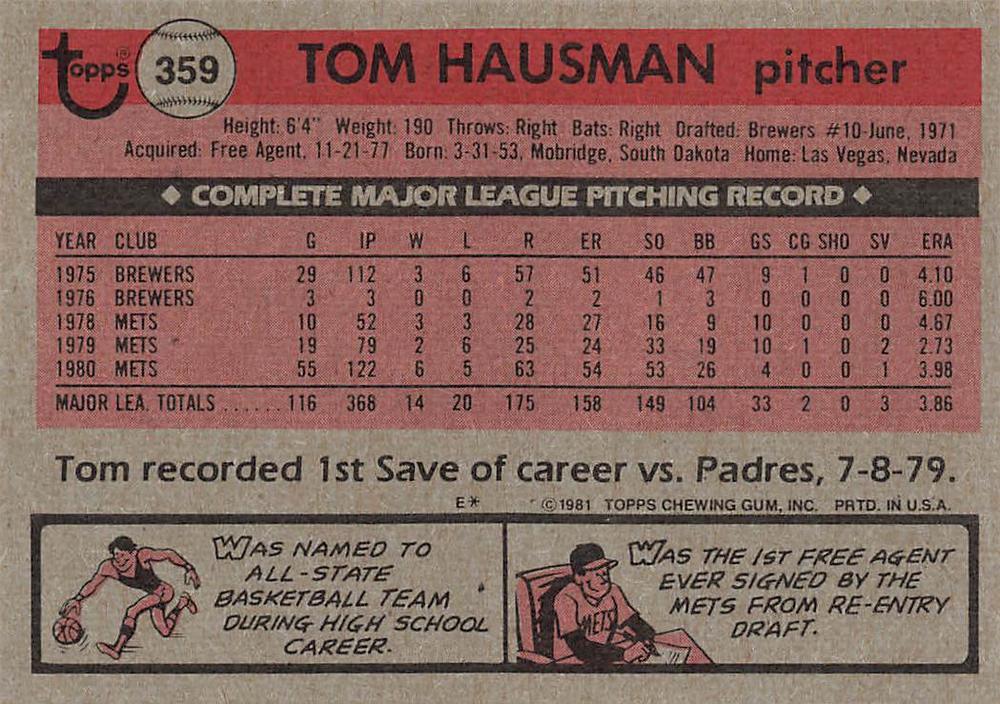 Topps® 359 TOM HAUSMAN pitcher
Height: 6'4" Weight: 190 Throws: Right Bats: Right Drafted: Brewers #10-June, 1971
Acquired: Free Agent, 11-21-77 Born: 3-31-53, Mobridge, South Dakota Home: Las Vegas, Nevada
◆ COMPLETE MAJOR LEAGUE PITCHING RECORD ◆
YEAR CLUB G IP W L R ER SO BB GS CG SHO SV ERA
1975 BREWERS 29 112 3 6 57 51 46 47 9 1 0 0 4.10
1976 BREWERS 3 3 0 0 2 2 1 3 0 0 0 0 6.00
1978 METS 10 52 3 3 28 27 16 9 10 0 0 0 4.67
1979 METS 19 79 2 6 25 24 33 19 10 1 0 2 2.73
1980 METS 55 122 6 5 63 54 53 26 4 0 0 1 3.98
MAJOR LEA. TOTALS ...... 116 368 14 20 175 158 149 104 33 2 0 3 3.86
Tom recorded 1st Save of career vs. Padres, 7-8-79.
E* ©1981 TOPPS CHEWING GUM, INC. PRTD. IN U.S.A.
WAS NAMED TO
ALL-STATE
BASKETBALL TEAM
DURING HIGH SCHOOL
CAREER.
WAS THE 1ST FREE AGENT
EVER SIGNED BY THE
METS FROM RE-ENTRY
DRAFT.
METS